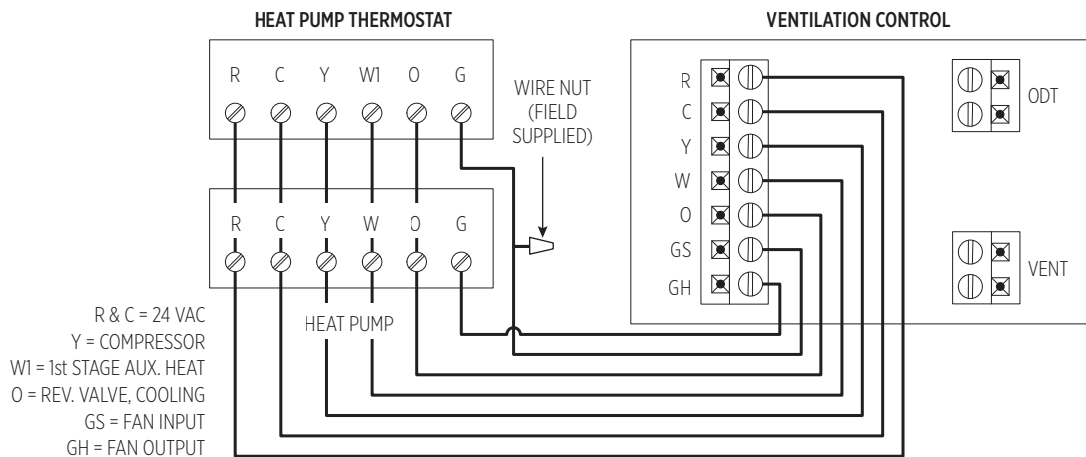 HEAT PUMP THERMOSTAT
R C Y W1 O G
WIRE NUT
(FIELD
SUPPLIED)
R C Y W O G
HEAT PUMP
R & C = 24 VAC
Y = COMPRESSOR
W1 = 1st STAGE AUX. HEAT
O = REV. VALVE, COOLING
GS = FAN INPUT
GH = FAN OUTPUT
VENTILATION CONTROL
R
C
Y
W
O
GS
GH
ODT
VENT